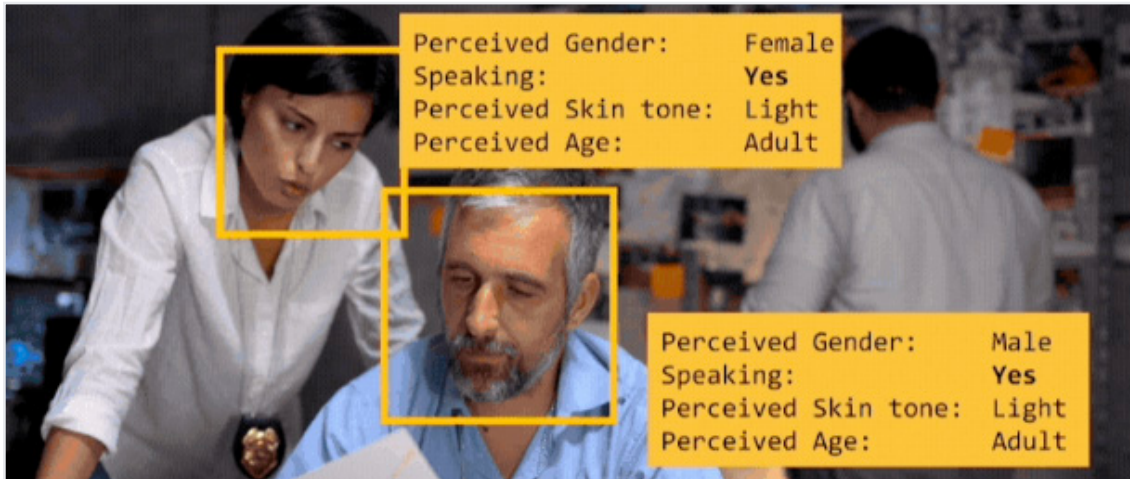 Perceived Gender: Female
Speaking: Yes
Perceived Skin tone: Light
Perceived Age: Adult
Perceived Gender: Male
Speaking: Yes
Perceived Skin tone: Light
Perceived Age: Adult